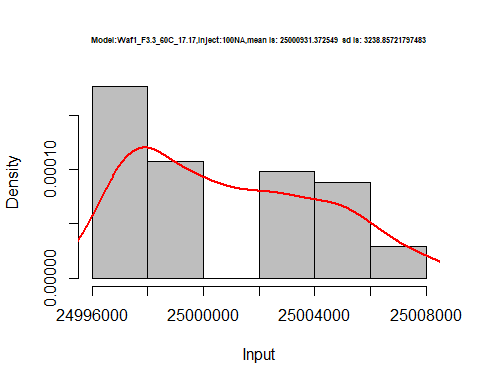 Model:Waf1_F3.3_60C_17.17,Inject:100NA,mean is: 25000931.372549 sd is: 3238.85721797483
Density
0.00010
0.00000
24996000 25000000 25004000 25008000
Input